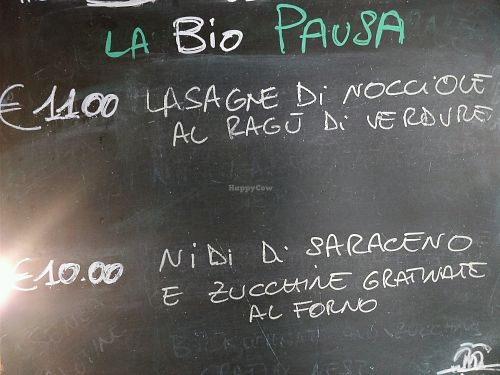 LA BiO PAUSA
€ 11.00 LASAGNE Di NOCCIOLE
AL RAGÙ Di VERDURE
HappyCow
€ 10.00 NiDi Di SARACENO
E ZUCCHINE GRATINATE
AL FORNO